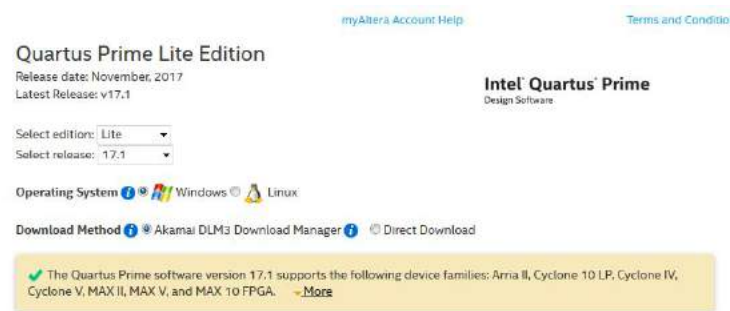 myAltera Account Help
Terms and Conditio
Quartus Prime Lite Edition
Release date: November, 2017
Latest Release: v17.1
Intel® Quartus® Prime
Design Software
Select edition: Lite
Select release: 17.1
Operating System Windows Linux
Download Method Akamai DLM3 Download Manager Direct Download
The Quartus Prime software version 17.1 supports the following device families: Arria II, Cyclone 10 LP, Cyclone IV,
Cyclone V, MAX II, MAX V, and MAX 10 FPGA. More